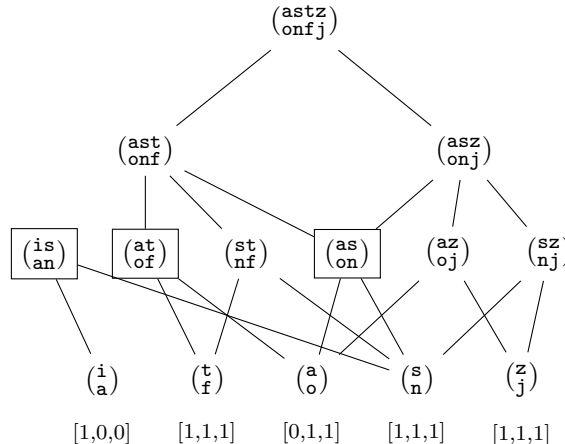 (astz
onfj)
(ast
onf) (asz
onj)
(is
an) (at
of) (st
nf) (as
on) (az
oj) (sz
nj)
(i
a) (t
f) (a
o) (s
n) (z
j)
[1,0,0] [1,1,1] [0,1,1] [1,1,1] [1,1,1]